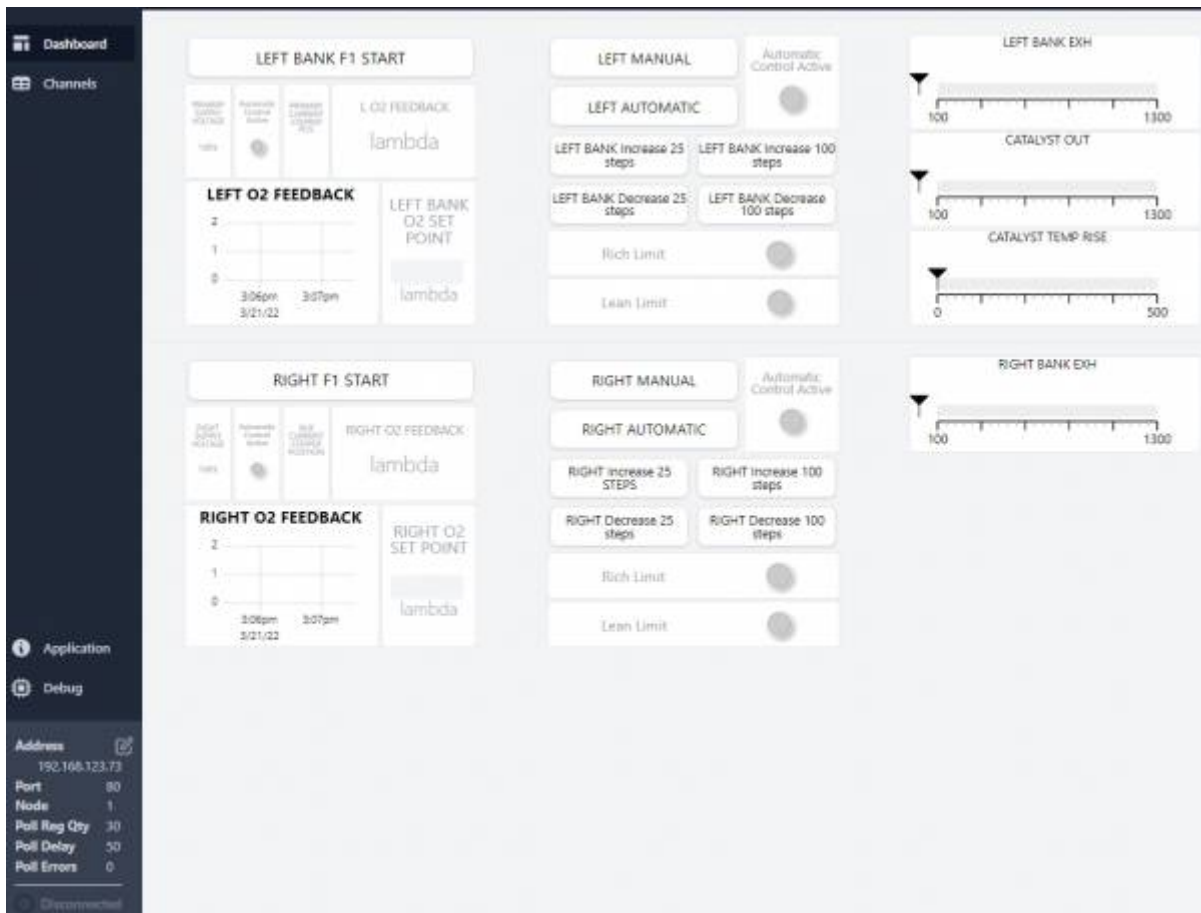 Dashboard
Channels
LEFT BANK F1 START
Automatic
Control
L O2 FEEDBACK
lambda
LEFT O2 FEEDBACK
2
1
0
3:06pm 3:07pm
3/21/22
LEFT BANK
O2 SET
POINT
lambda
LEFT MANUAL
Automatic
Control Active
LEFT AUTOMATIC
LEFT BANK Increase 25
steps
LEFT BANK Increase 100
steps
LEFT BANK Decrease 25
steps
LEFT BANK Decrease
100 steps
Rich Limit
Lean Limit
LEFT BANK EXH
100 1300
CATALYST OUT
100 1300
CATALYST TEMP RISE
0 500
RIGHT F1 START
Control
RIGHT O2 FEEDBACK
lambda
RIGHT O2 FEEDBACK
2
1
0
3:06pm 3:07pm
3/21/22
RIGHT O2
SET POINT
lambda
RIGHT MANUAL
Automatic
Control Active
RIGHT AUTOMATIC
RIGHT Increase 25
STEPS
RIGHT Increase 100
steps
RIGHT Decrease 25
steps
RIGHT Decrease 100
steps
Rich Limit
Lean Limit
RIGHT BANK EXH
100 1300
Application
Debug
Address
192.168.123.73
Port 80
Node 1
Poll Reg Qty 30
Poll Delay 50
Poll Errors 0
Disconnected